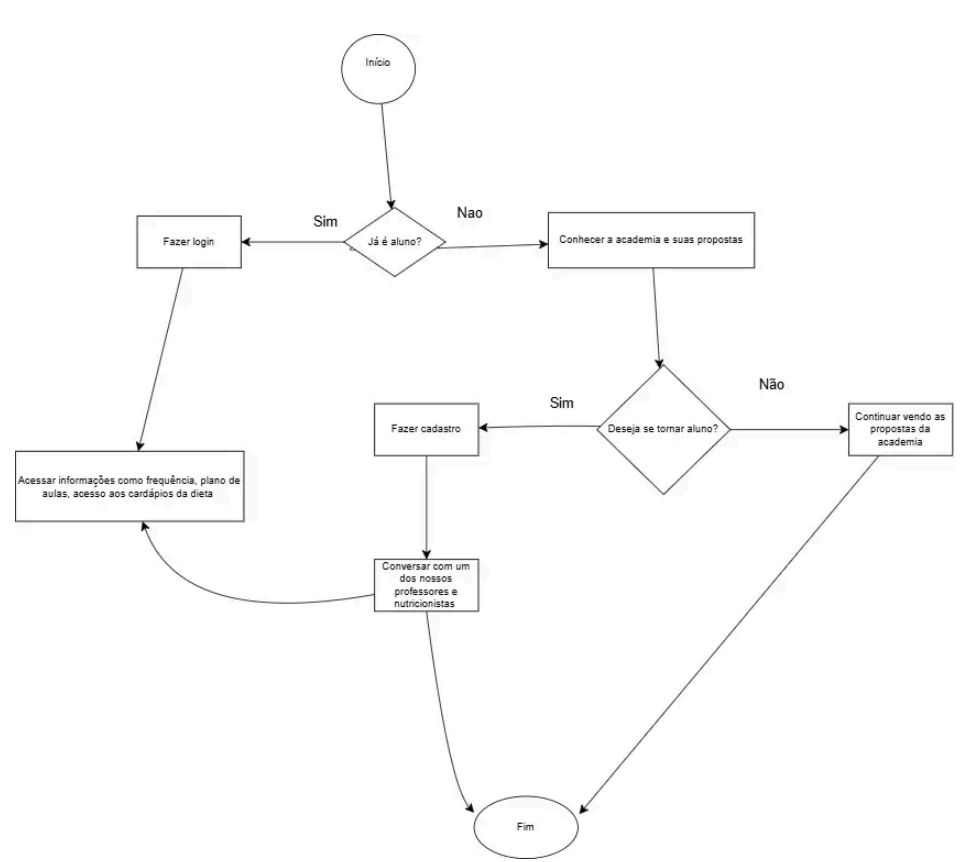 Início
Sim
Nao
Fazer login
Já é aluno?
Conhecer a academia e suas propostas
Sim
Não
Fazer cadastro
Deseja se tornar aluno?
Continuar vendo as
propostas da
academia
Acessar informações como frequência, plano de
aulas, acesso aos cardápios da dieta
Conversar com um
dos nossos
professores e
nutricionistas
Fim